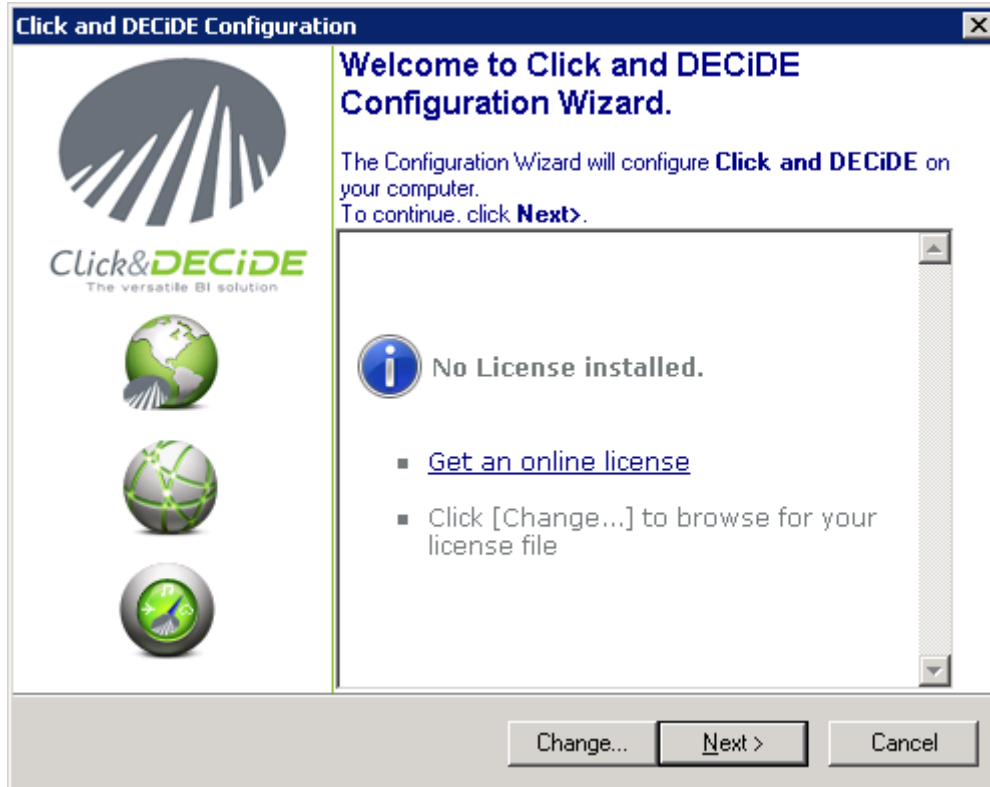 Click and DECiDE Configuration
Welcome to Click and DECiDE
Configuration Wizard.
The Configuration Wizard will configure Click and DECiDE on
your computer.
To continue. click Next>.
Click&DECiDE
The versatile BI solution
No License installed.
Get an online license
Click [Change...] to browse for your
license file
Change...
Next >
Cancel